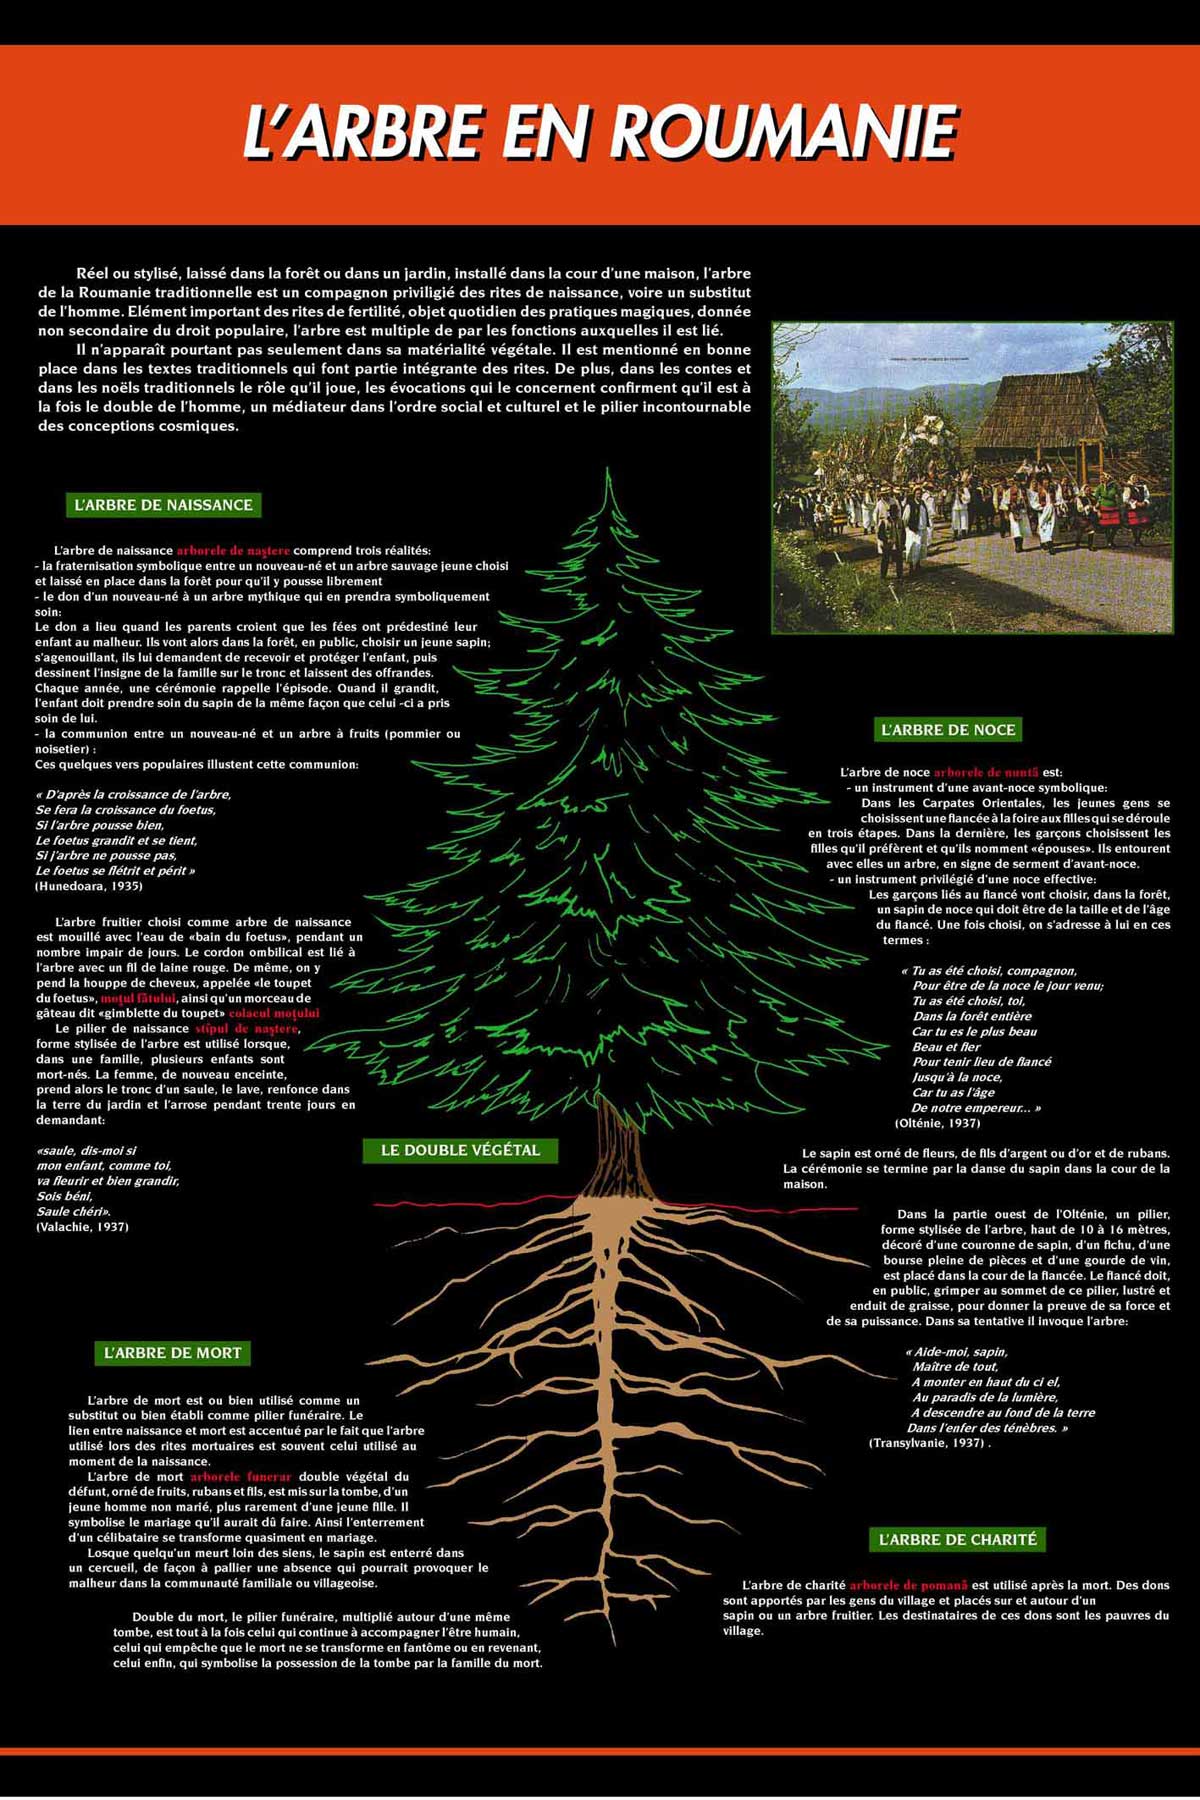 L'ARBRE EN ROUMANIE
Réel ou stylisé, laissé dans la forêt ou dans un jardin, installé dans la cour d'une maison, l'arbre
de la Roumanie traditionnelle est un compagnon priviligié des rites de naissance, voire un substitut
de l'homme. Elément important des rites de fertilité, objet quotidien des pratiques magiques, donnée
non secondaire du droit populaire, l'arbre est multiple de par les fonctions auxquelles il est lié.
Il n'apparaît pourtant pas seulement dans sa matérialité végétale. Il est mentionné en bonne
place dans les textes traditionnels qui font partie intégrante des rites. De plus, dans les contes et
dans les noëls traditionnels le rôle qu'il joue, les évocations qui le concernent confirment qu'il est à
la fois le double de l'homme, un médiateur dans l'ordre social et culturel et le pilier incontournable
des conceptions cosmiques.
L'ARBRE DE NAISSANCE
L'arbre de naissance arborele de naştere comprend trois réalités:
- la fraternisation symbolique entre un nouveau-né et un arbre sauvage jeune choisi
et laissé en place dans la forêt pour qu'il y pousse librement
- le don d'un nouveau-né à un arbre mythique qui en prendra symboliquement
soin:
Le don a lieu quand les parents croient que les fées ont prédestiné leur
enfant au malheur. Ils vont alors dans la forêt, en public, choisir un jeune sapin;
s'agenouillant, ils lui demandent de recevoir et protéger l'enfant, puis
dessinent l'insigne de la famille sur le tronc et laissent des offrandes.
Chaque année, une cérémonie rappelle l'épisode. Quand il grandit,
l'enfant doit prendre soin du sapin de la même façon que celui -ci a pris
soin de lui.
- la communion entre un nouveau-né et un arbre à fruits (pommier ou
noisetier) :
Ces quelques vers populaires illustent cette communion:
« D'après la croissance de l'arbre,
Se fera la croissance du foetus,
Si l'arbre pousse bien,
Le foetus grandit et se tient,
Si j'arbre ne pousse pas,
Le foetus se flétrit et périt »
(Hunedoara, 1935)
L'arbre fruitier choisi comme arbre de naissance
est mouillé avec l'eau de «bain du foetus», pendant un
nombre impair de jours. Le cordon ombilical est lié à
l'arbre avec un fil de laine rouge. De même, on y
pend la houppe de cheveux, appelée «le toupet
du foetus», moţul fătului, ainsi qu'un morceau de
gâteau dit «gimblette du toupet» colacul moţului
Le pilier de naissance stîpul de naştere,
forme stylisée de l'arbre est utilisé lorsque,
dans une famille, plusieurs enfants sont
mort-nés. La femme, de nouveau enceinte,
prend alors le tronc d'un saule, le lave, renfonce dans
la terre du jardin et l'arrose pendant trente jours en
demandant:
«saule, dis-moi si
mon enfant, comme toi,
va fleurir et bien grandir,
Sois béni,
Saule chéri».
(Valachie, 1937)
LE DOUBLE VÉGÉTAL
L'ARBRE DE MORT
L'arbre de mort est ou bien utilisé comme un
substitut ou bien établi comme pilier funéraire. Le
lien entre naissance et mort est accentué par le fait que l'arbre
utilisé lors des rites mortuaires est souvent celui utilisé au
moment de la naissance.
L'arbre de mort arborele funerar double végétal du
défunt, orné de fruits, rubans et fils, est mis sur la tombe, d'un
jeune homme non marié, plus rarement d'une jeune fille. Il
symbolise le mariage qu'il aurait dû faire. Ainsi l'enterrement
d'un célibataire se transforme quasiment en mariage.
Losque quelqu'un meurt loin des siens, le sapin est enterré dans
un cercueil, de façon à pallier une absence qui pourrait provoquer le
malheur dans la communauté familiale ou villageoise.
Double du mort, le pilier funéraire, multiplié autour d'une même
tombe, est tout à la fois celui qui continue à accompagner l'être humain,
celui qui empêche que le mort ne se transforme en fantôme ou en revenant,
celui enfin, qui symbolise la possession de la tombe par la famille du mort.
L'ARBRE DE NOCE
L'arbre de noce arborele de nuntă est:
- un instrument d'une avant-noce symbolique:
Dans les Carpates Orientales, les jeunes gens se
choisissent une fiancée à la foire aux filles qui se déroule
en trois étapes. Dans la dernière, les garçons choisissent les
filles qu'il préfèrent et qu'ils nomment «épouses». Ils entourent
avec elles un arbre, en signe de serment d'avant-noce.
- un instrument privilégié d'une noce effective:
Les garçons liés au fiancé vont choisir, dans la forêt,
un sapin de noce qui doit être de la taille et de l'âge
du fiancé. Une fois choisi, on s'adresse à lui en ces
termes :
« Tu as été choisi, compagnon,
Pour être de la noce le jour venu;
Tu as été choisi, toi,
Dans la forêt entière
Car tu es le plus beau
Beau et fier
Pour tenir lieu de fiancé
Jusqu'à la noce,
Car tu as l'âge
De notre empereur... »
(Olténie, 1937)
Le sapin est orné de fleurs, de fils d'argent ou d'or et de rubans.
La cérémonie se termine par la danse du sapin dans la cour de la
maison.
Dans la partie ouest de l'Olténie, un pilier,
forme stylisée de l'arbre, haut de 10 à 16 mètres,
décoré d'une couronne de sapin, d'un fichu, d'une
bourse pleine de pièces et d'une gourde de vin,
est placé dans la cour de la fiancée. Le fiancé doit,
en public, grimper au sommet de ce pilier, lustré et
enduit de graisse, pour donner la preuve de sa force et
de sa puissance. Dans sa tentative il invoque l'arbre:
« Aide-moi, sapin,
Maître de tout,
A monter en haut du ci el,
Au paradis de la lumière,
A descendre au fond de la terre
Dans l'enfer des ténèbres. »
(Transylvanie, 1937) .
L'ARBRE DE CHARITÉ
L'arbre de charité arborele de pomană est utilisé après la mort. Des dons
sont apportés par les gens du village et placés sur et autour d'un
sapin ou un arbre fruitier. Les destinataires de ces dons sont les pauvres du
village.